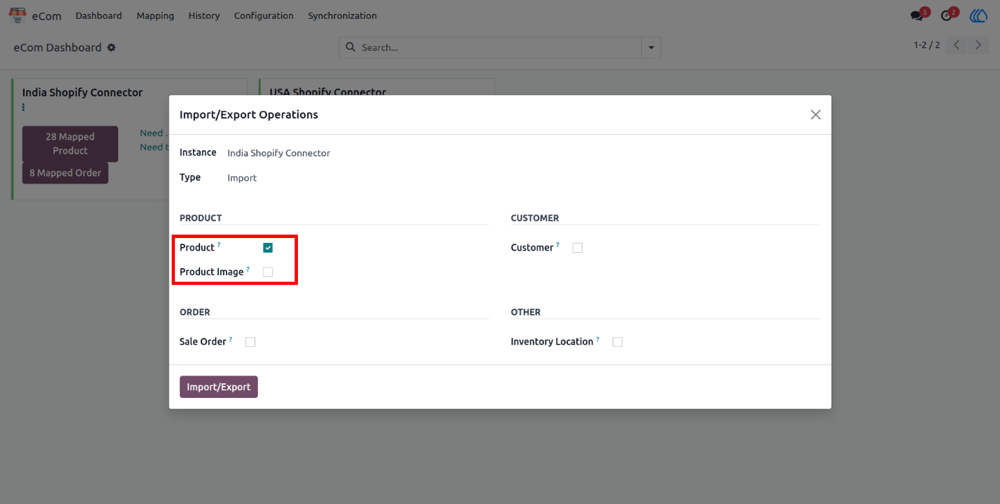 eCom Dashboard Mapping History Configuration Synchronization 5 2
eCom Dashboard Search... 1-2 / 2
India Shopify Connector USA Shopify Connector
28 Mapped Product
8 Mapped Order
Need
Need
Import/Export Operations
Instance India Shopify Connector
Type Import
PRODUCT
Product ?
Product Image ?
CUSTOMER
Customer ?
ORDER
Sale Order ?
OTHER
Inventory Location ?
Import/Export